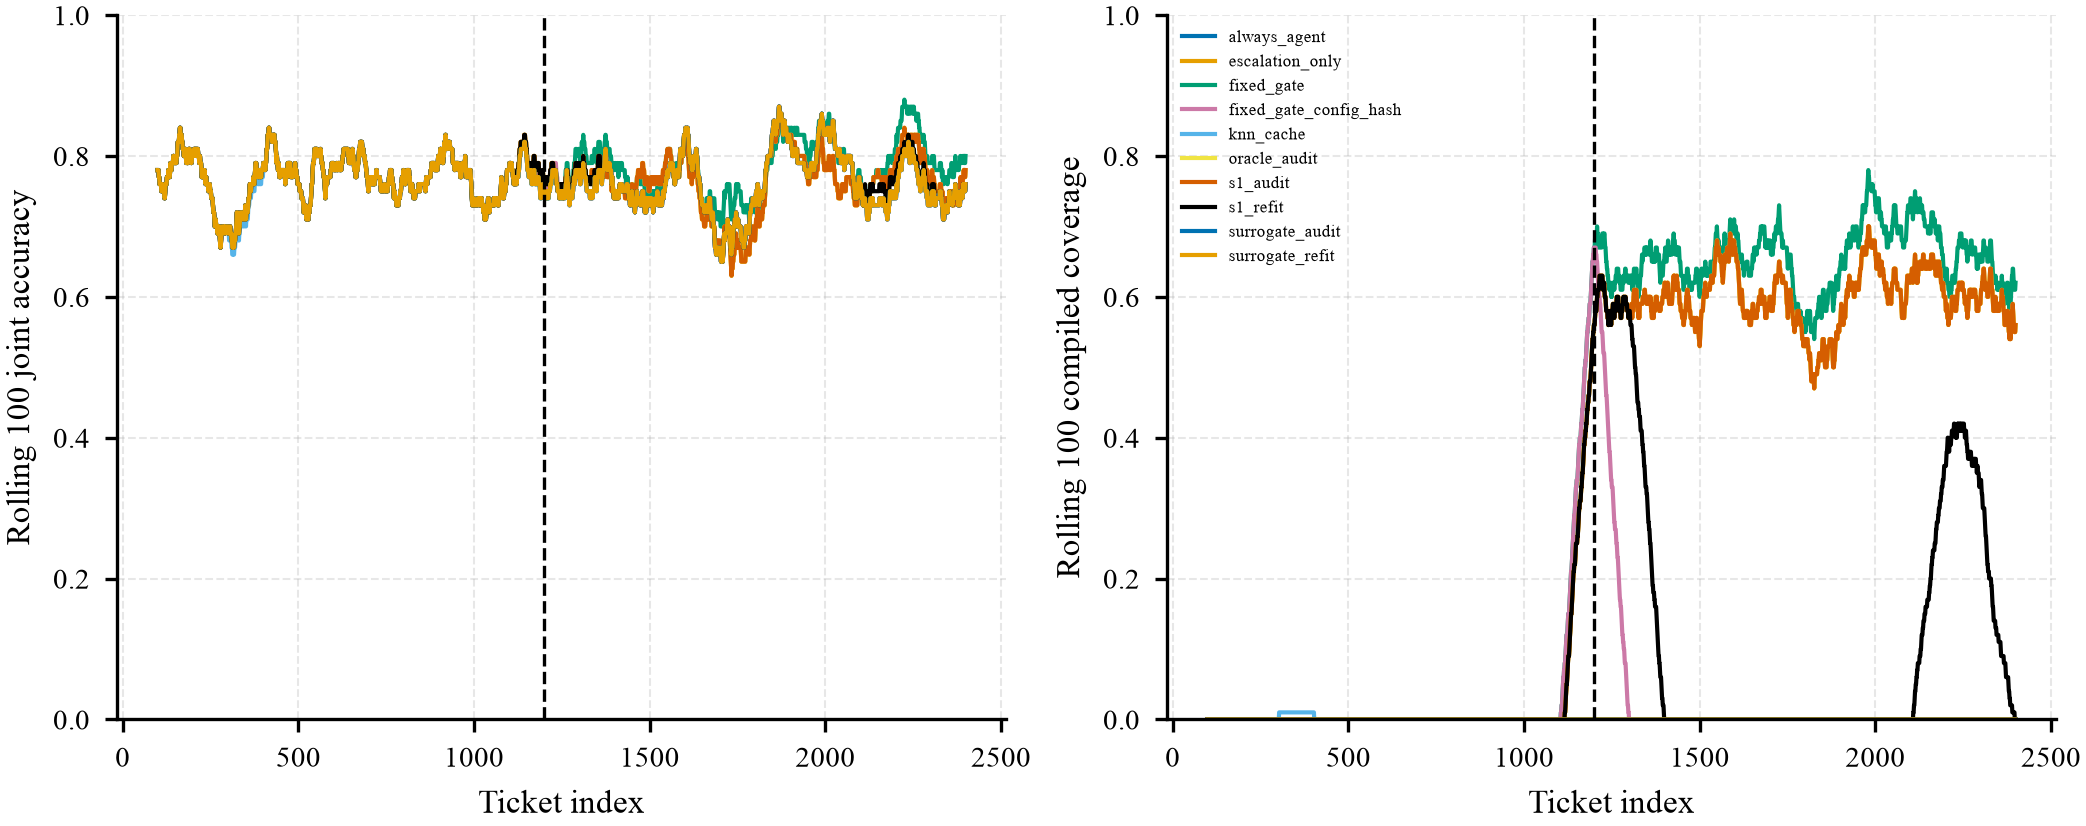 Rolling 100 joint accuracy
1.0
0.8
0.6
0.4
0.2
0.0
0 500 1000 1500 2000 2500
Ticket index
Rolling 100 compiled coverage
1.0
0.8
0.6
0.4
0.2
0.0
always_agent
escalation_only
fixed_gate
fixed_gate_config_hash
knn_cache
oracle_audit
s1_audit
s1_refit
surrogate_audit
surrogate_refit
0 500 1000 1500 2000 2500
Ticket index